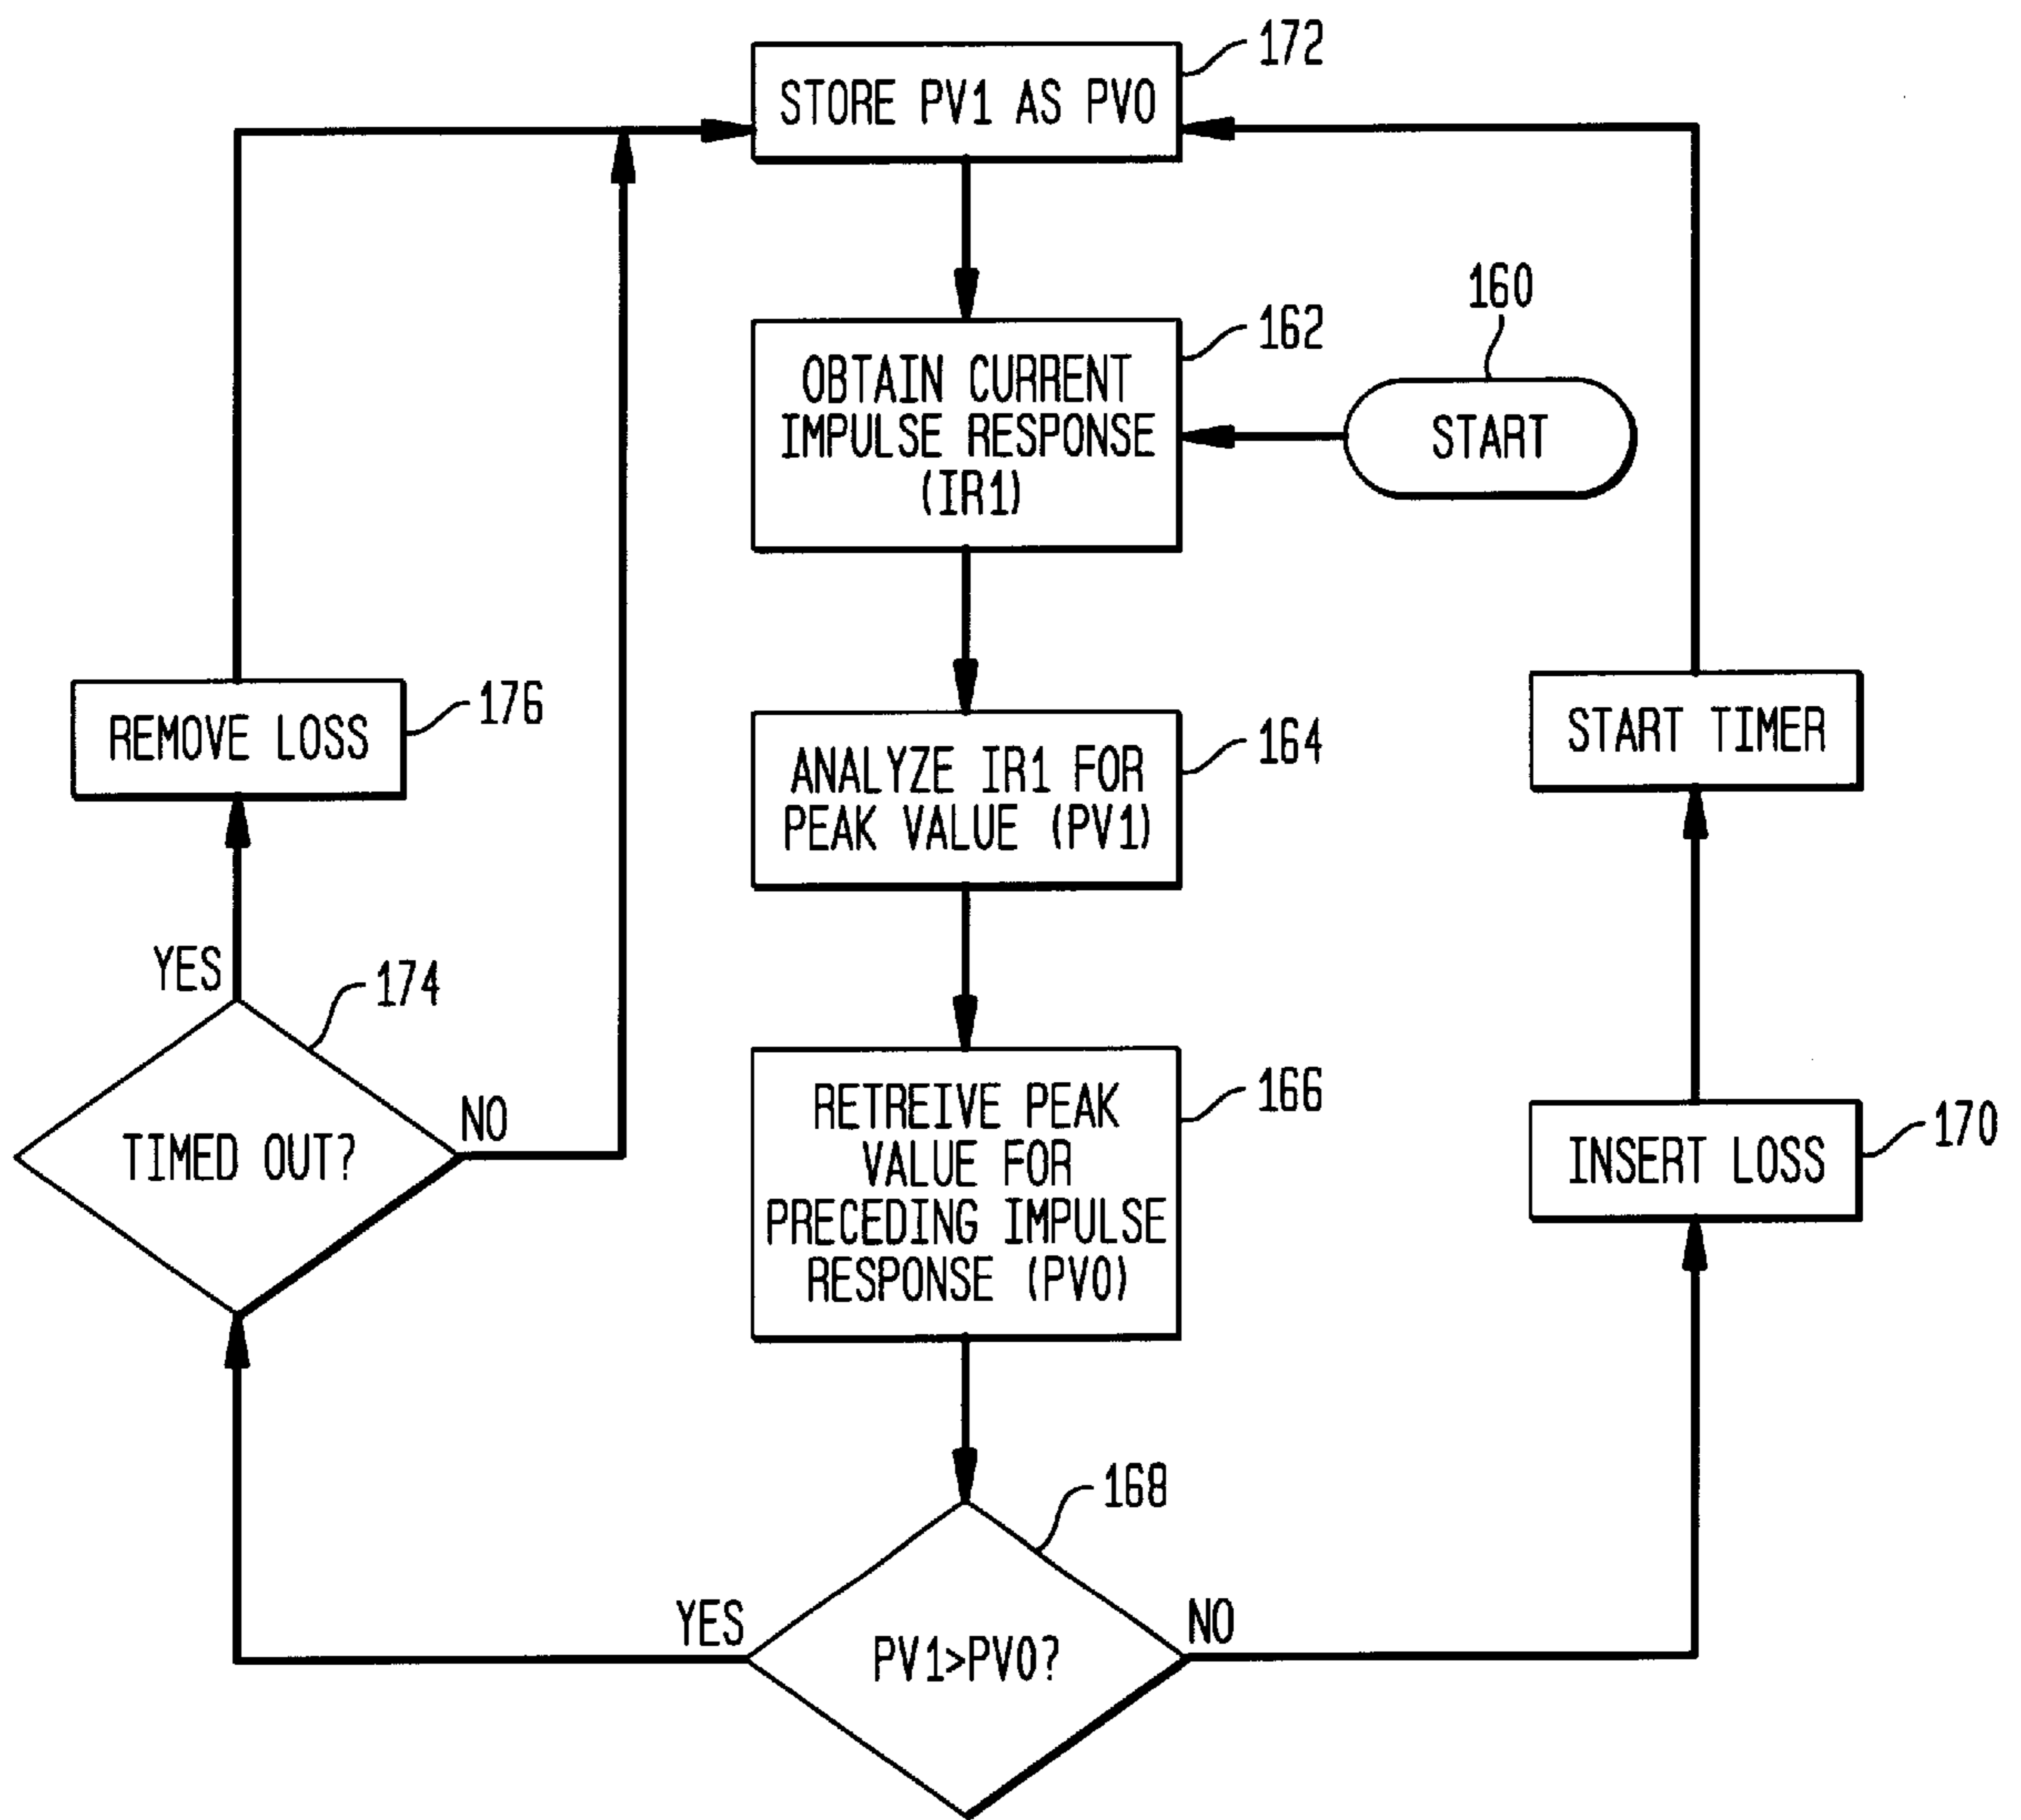 172
STORE PV1 AS PV0
160
162
OBTAIN CURRENT
IMPULSE RESPONSE
(IR1)
START
176
REMOVE LOSS
164
ANALYZE IR1 FOR
PEAK VALUE (PV1)
START TIMER
YES
174
TIMED OUT?
NO
166
RETREIVE PEAK
VALUE FOR
PRECEDING IMPULSE
RESPONSE (PV0)
170
INSERT LOSS
168
YES
PV1>PV0?
NO